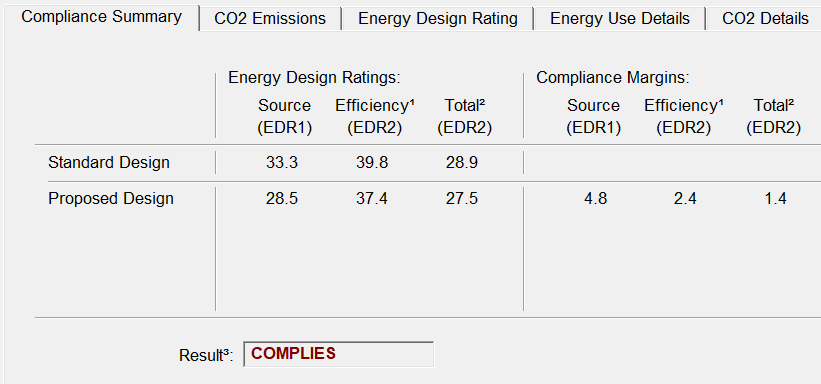 Compliance Summary CO2 Emissions Energy Design Rating Energy Use Details CO2 Details
Energy Design Ratings: Compliance Margins:
Source Efficiency¹ Total² Source Efficiency¹ Total²
(EDR1) (EDR2) (EDR2) (EDR1) (EDR2) (EDR2)
Standard Design 33.3 39.8 28.9
Proposed Design 28.5 37.4 27.5 4.8 2.4 1.4
Result³: COMPLIES